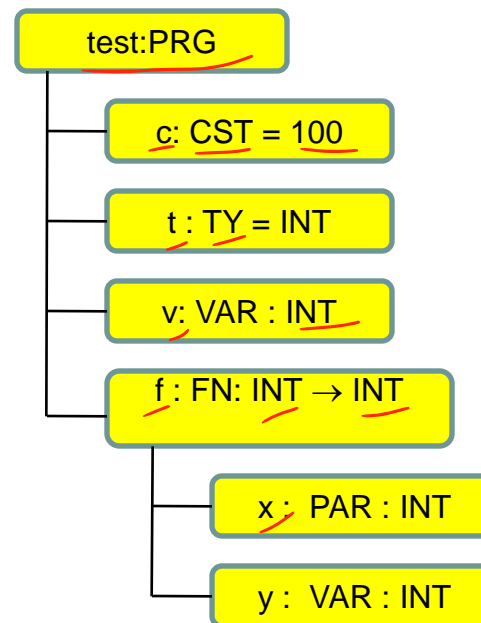 test:PRG
c: CST = 100
t : TY = INT
v: VAR : INT
f : FN: INT → INT
x : PAR : INT
y : VAR : INT